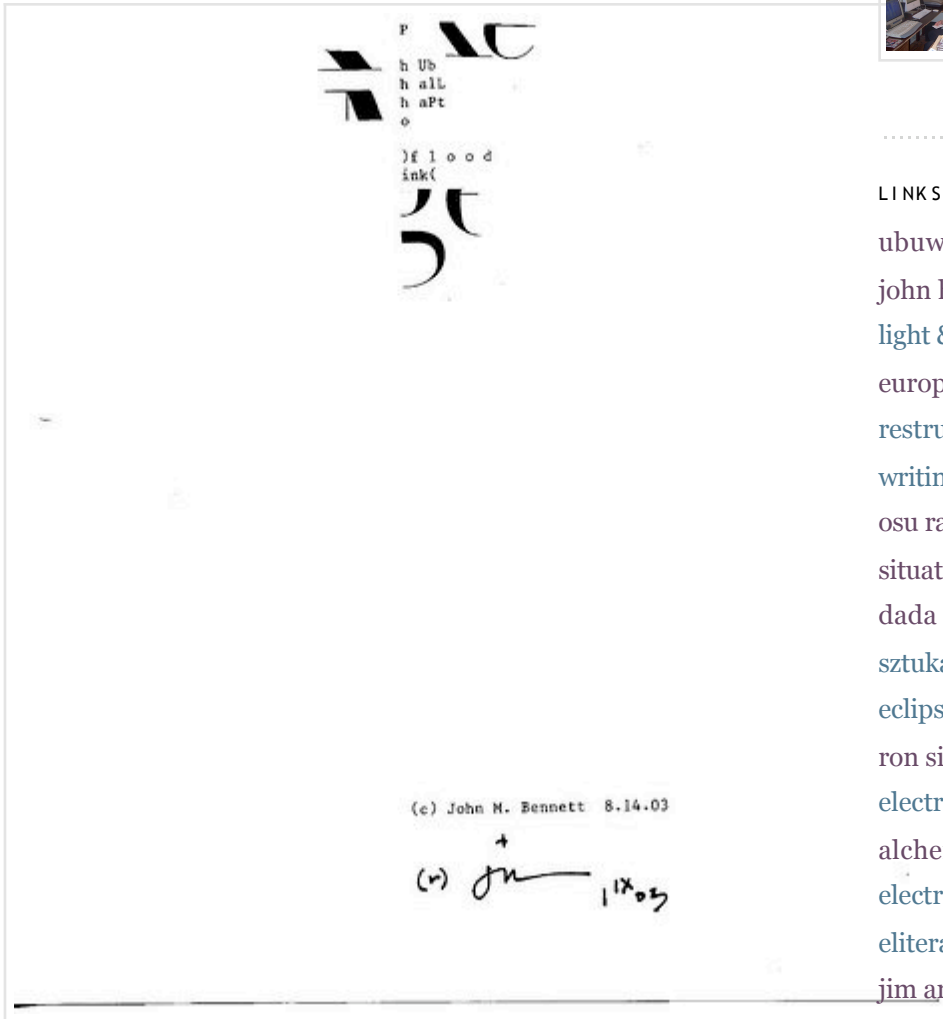 P
h Ub
h alL
h aPt
o
)f l o o d
ink(
(c) John M. Bennett 8.14.03
+
LINKS
ubuw
john
light &
europ
restru
writin
osu ra
situat
dada
sztuka
eclips
ron si
electr
alche
electr
elitera
jim ar